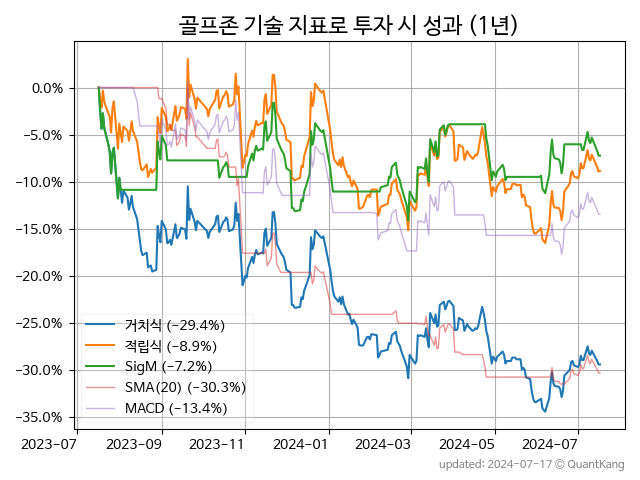 골프존 기술 지표로 투자 시 성과 (1년)
0.0%
−5.0%
−10.0%
−15.0%
−20.0%
−25.0%
−30.0%
−35.0%
거치식 (−29.4%)
적립식 (−8.9%)
SigM (−7.2%)
SMA(20) (−30.3%)
MACD (−13.4%)
2023−07 2023−09 2023−11 2024−01 2024−03 2024−05 2024−07
updated: 2024−07−17 © QuantKang